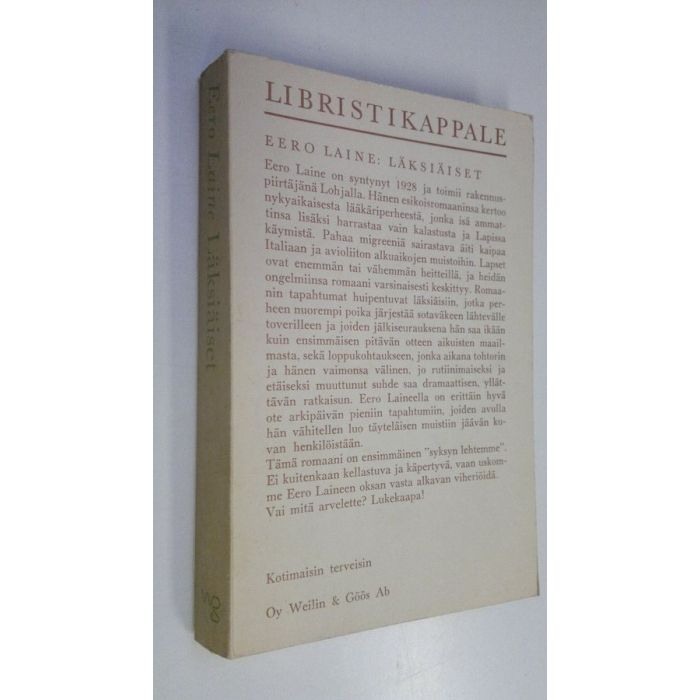 LIBRISTIKAPPALE
EERO LAINE: LÄKSIÄISET
Eero Laine on syntynyt 1928 ja toimii rakennus-
piirtäjänä Lohjalla. Hänen esikoisromaaninsa kertoo
nykyaikaisesta lääkäriperheestä, jonka isä ammat-
tinsa lisäksi harrastaa vain kalastusta ja Lapissa
käymistä. Pahaa migreeniä sairastava äiti kaipaa
Italiaan ja avioliiton alkuaikojen muistoihin. Lapset
ovat enemmän tai vähemmän heitteillä, ja heidän
ongelmiinsa romaani varsinaisesti keskittyy. Romaa-
nin tapahtumat huipentuvat läksiäisiin, jotka per-
heen nuorempi poika järjestää sotaväkeen lähtevälle
toverilleen ja joiden jälkiseurauksena hän saa ikään
kuin ensimmäisen pitävän otteen aikuisten maail-
masta, sekä loppukohtaukseen, jonka aikana tohtorin
ja hänen vaimonsa välinen, jo rutiinimaiseksi ja
etäiseksi muuttunut suhde saa dramaattisen, yllät-
tävän ratkaisun. Eero Laineella on erittäin hyvä
ote arkipäivän pieniin tapahtumiin, joiden avulla
hän vähitellen luo täyteläisen muistiin jäävän ku-
van henkilöistään.
Tämä romaani on ensimmäinen "syksyn lehtemme".
Ei kuitenkaan kellastuva ja käpertyvä, vaan uskom-
me Eero Laineen oksan vasta alkavan viheriöidä.
Vai mitä arvelette? Lukekaapa!
Kotimaisin terveisin
Oy Weilin & Göös Ab
Eero Laine Läksiäiset